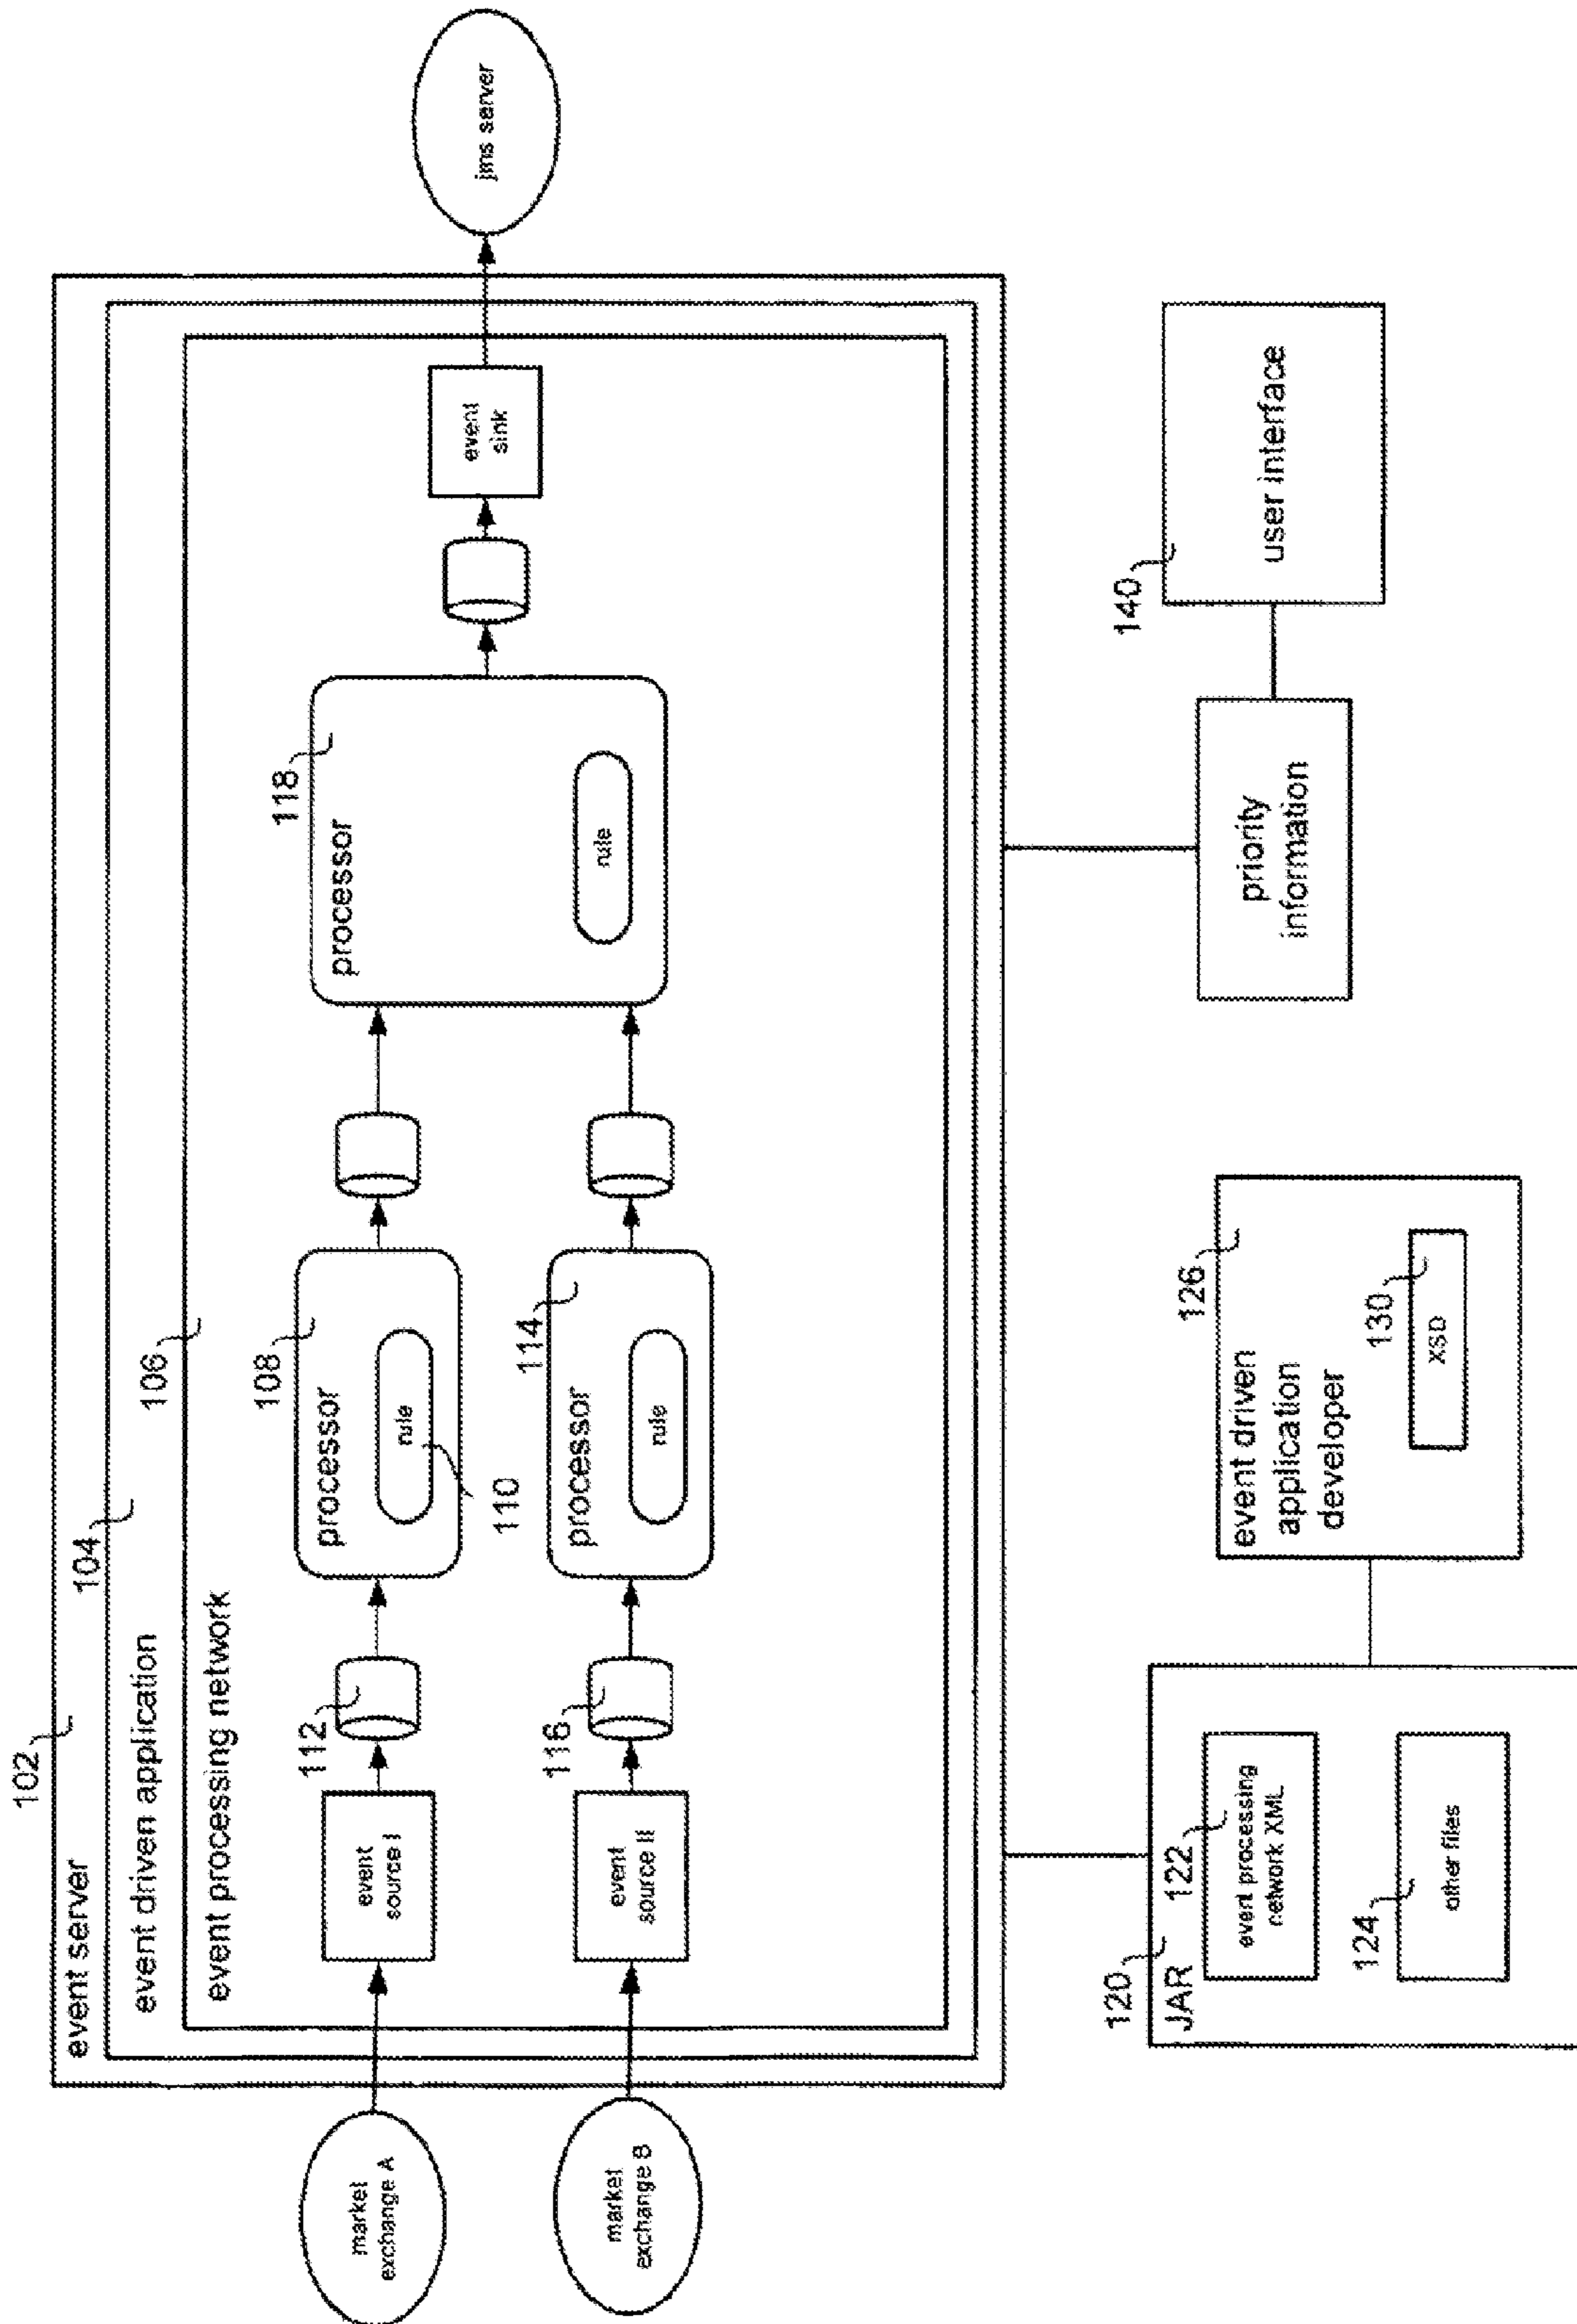 102
event server
104
event driven application
106
event processing network
market
exchange A
event
source I
112
108
processor
rule
110
market
exchange B
event
source II
116
114
processor
rule
118
processor
rule
event
sink
jms server
120
JAR
122
event processing
network XML
124
other files
126
event driven
application
developer
130
XSD
priority
information
140
user interface